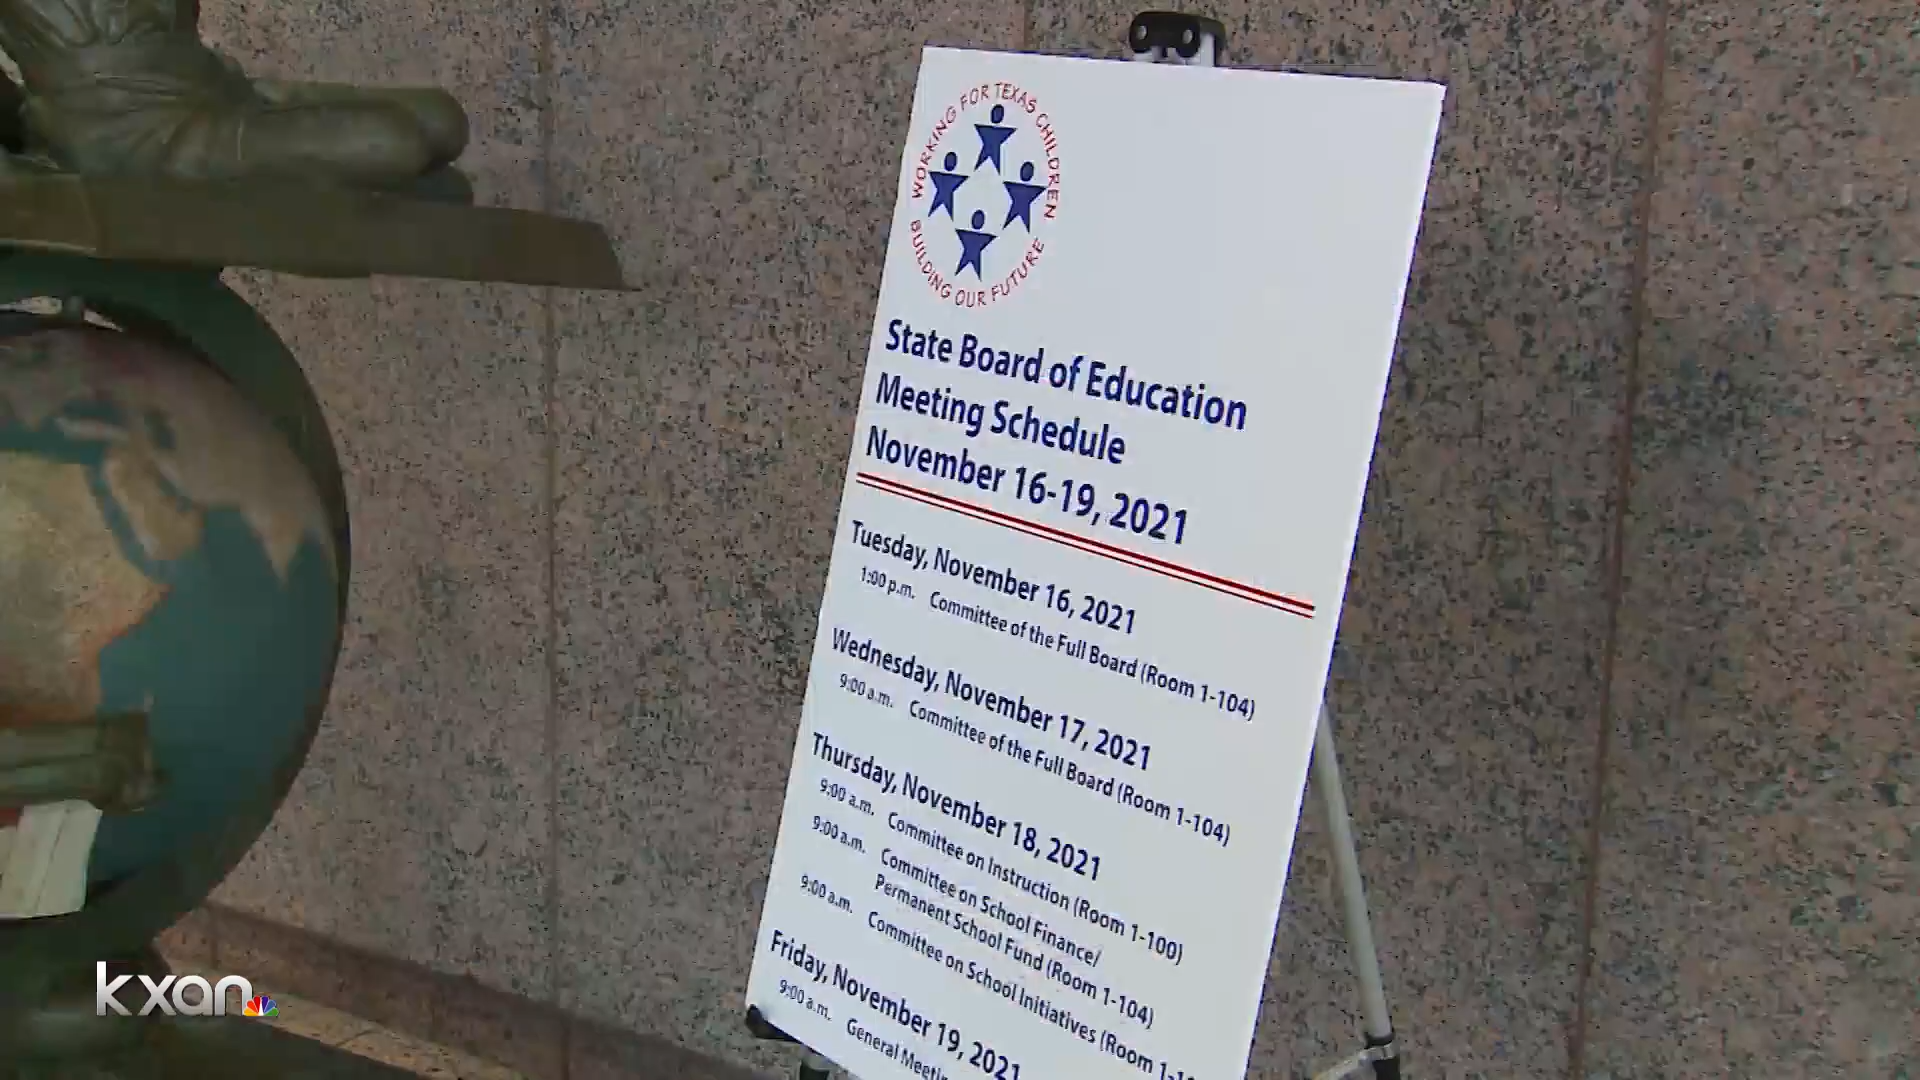 WORKING FOR TEXAS CHILDREN
BUILDING OUR FUTURE
State Board of Education
Meeting Schedule
November 16-19, 2021
Tuesday, November 16, 2021
1:00 p.m. Committee of the Full Board (Room 1-104)
Wednesday, November 17, 2021
9:00 a.m. Committee of the Full Board (Room 1-104)
Thursday, November 18, 2021
9:00 a.m. Committee on Instruction (Room 1-100)
9:00 a.m. Committee on School Finance/
Permanent School Fund (Room 1-104)
9:00 a.m. Committee on School Initiatives (Room
Friday, November 19, 2021
9:00 a.m. General
kxan